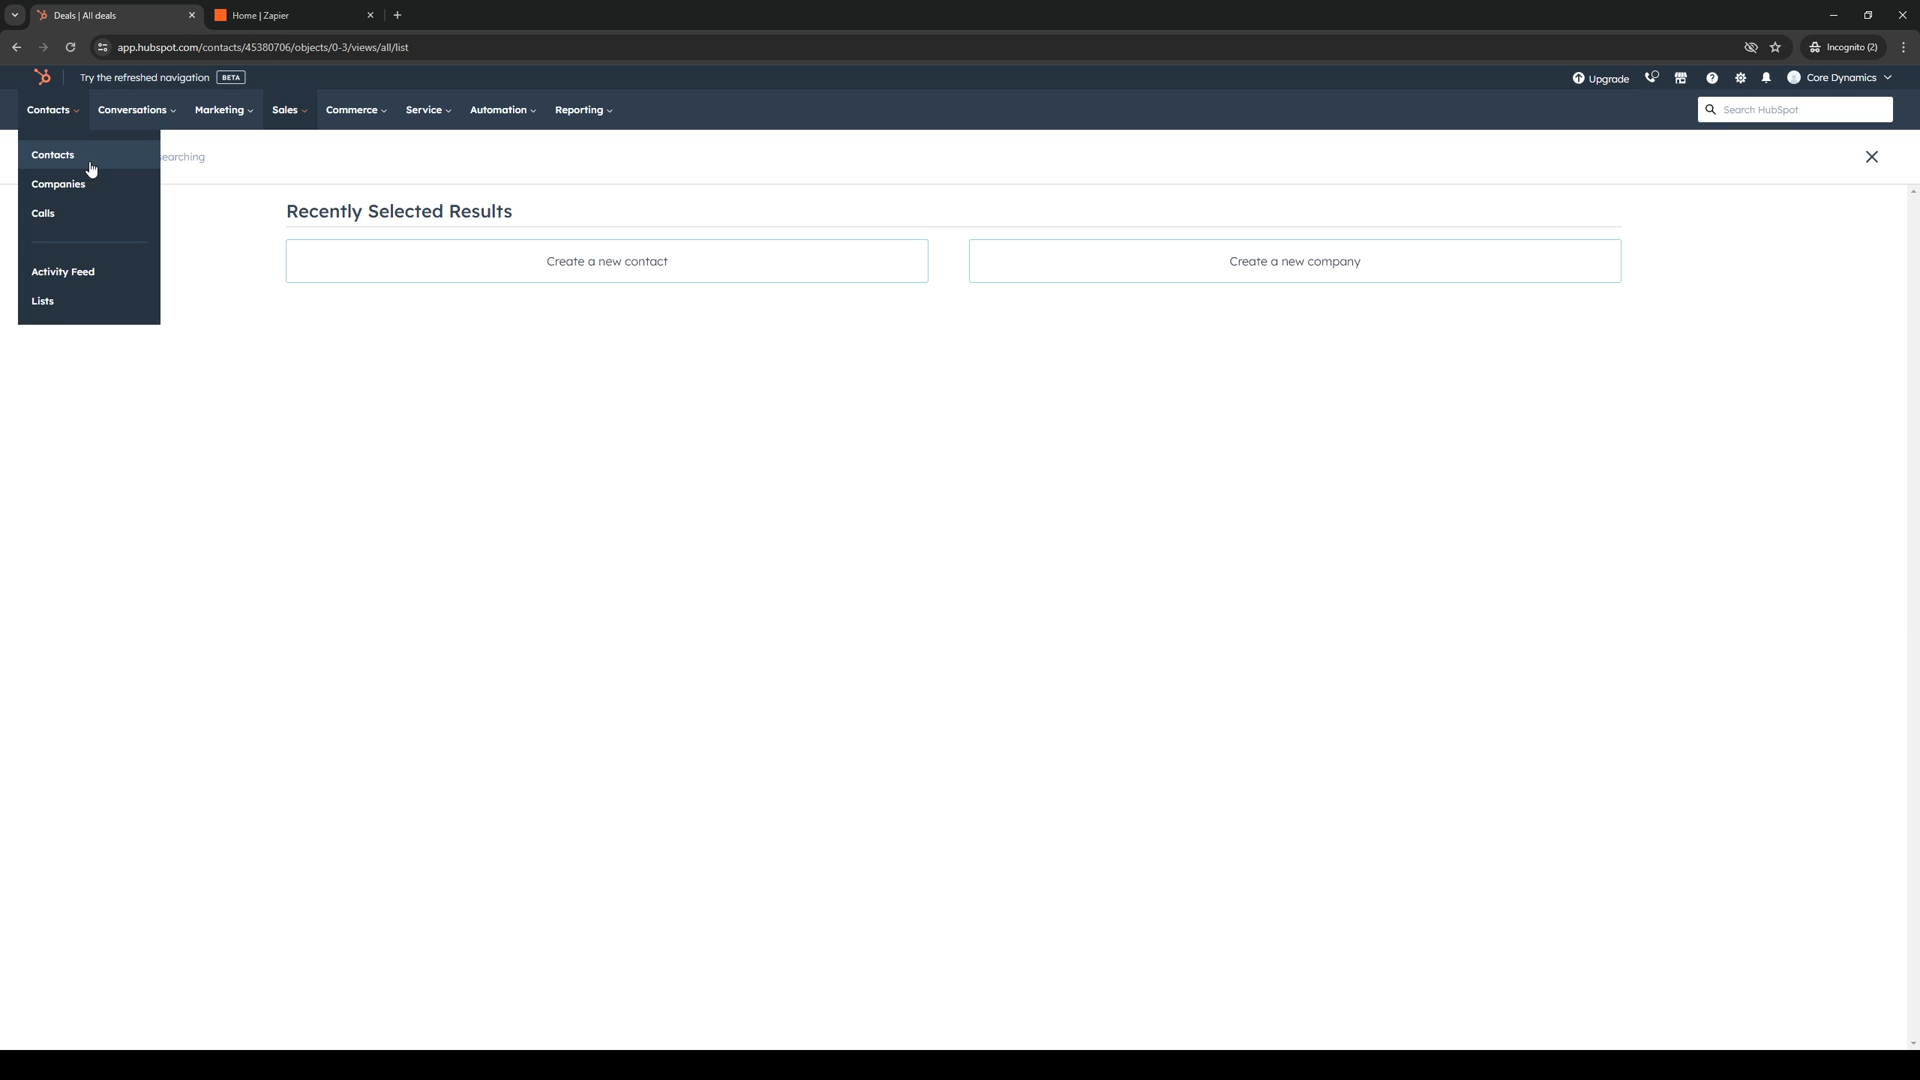 Deals | All deals
Home | Zapier
app.hubspot.com/contacts/45380706/objects/0-3/views/all/list
Incognito (2)
Try the refreshed navigation BETA
Upgrade
Core Dynamics
Contacts Conversations Marketing Sales Commerce Service Automation Reporting
Search HubSpot
Contacts
searching
Companies
Calls
Activity Feed
Lists
Recently Selected Results
Create a new contact
Create a new company